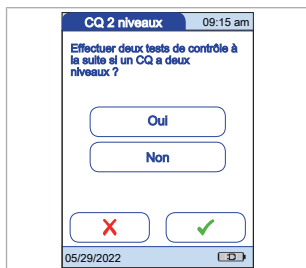 CQ 2 niveaux 09:15 am
Effectuer deux tests de contrôle à
la suite si un CQ a deux
niveaux ?
Oui
Non
05/29/2022